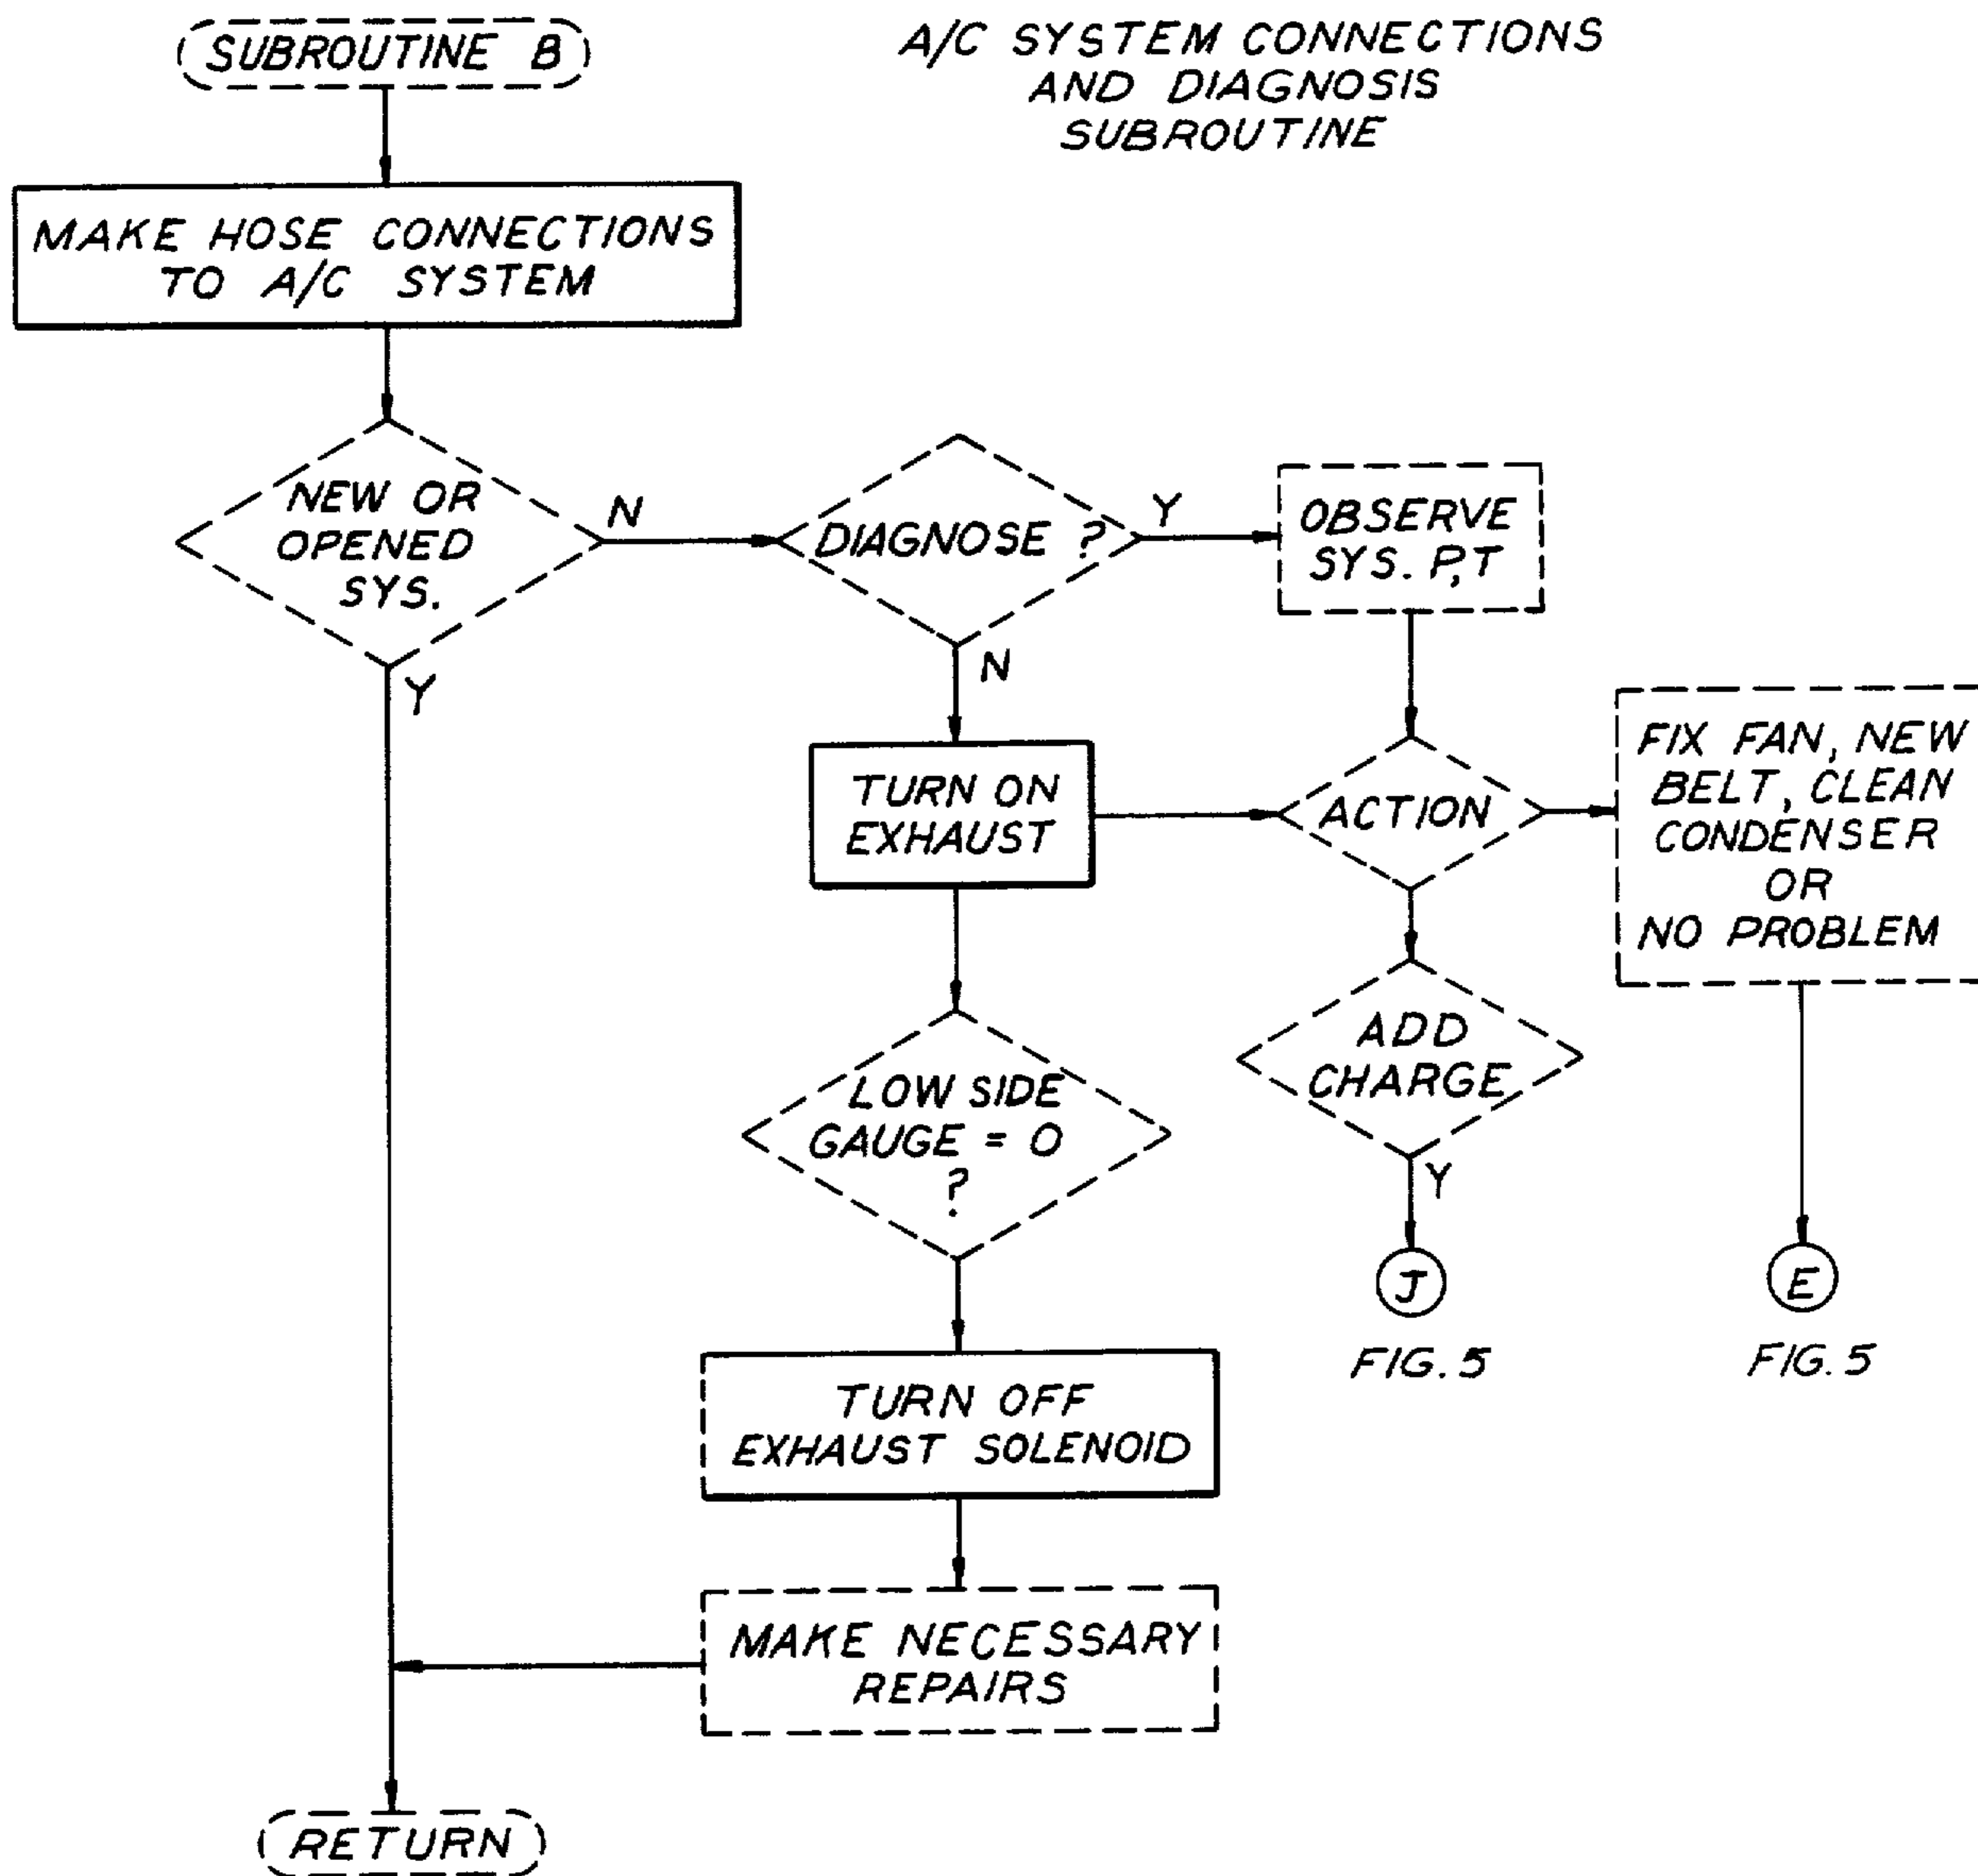 SUBROUTINE B
A/C SYSTEM CONNECTIONS
AND DIAGNOSIS
SUBROUTINE
MAKE HOSE CONNECTIONS
TO A/C SYSTEM
NEW OR
OPENED
SYS.
N
Y
DIAGNOSE ?
Y
N
OBSERVE
SYS. P,T
TURN ON
EXHAUST
ACTION
FIX FAN, NEW
BELT, CLEAN
CONDENSER
OR
NO PROBLEM
LOW SIDE
GAUGE = 0
?
ADD
CHARGE
Y
J
FIG. 5
E
FIG. 5
TURN OFF
EXHAUST SOLENOID
MAKE NECESSARY
REPAIRS
RETURN